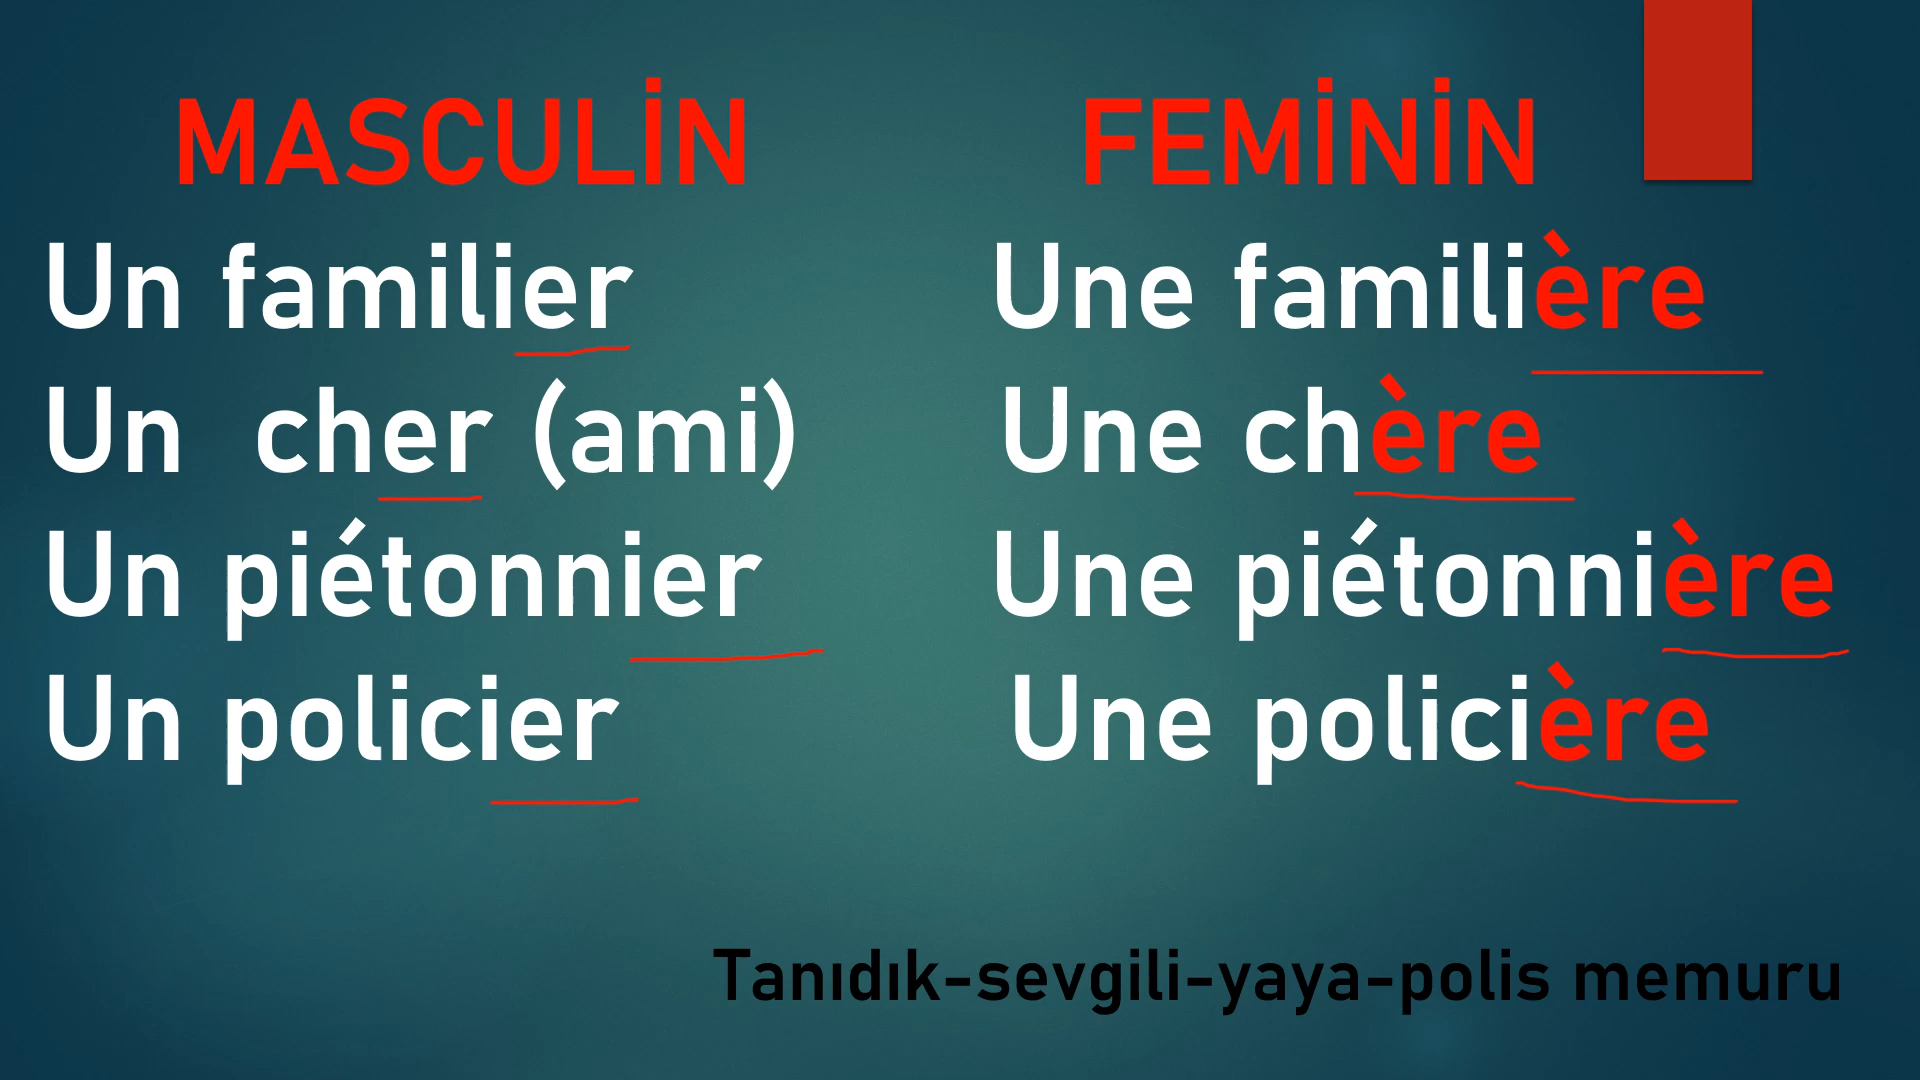 MASCULİN FEMİNİN
Un familier Une familière
Un cher (ami) Une chère
Un piétonnier Une piétonnière
Un policier Une policière
Tanıdık-sevgili-yaya-polis memuru